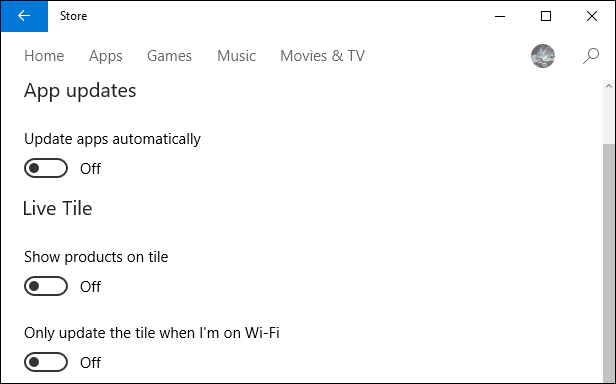 Store
Home Apps Games Music Movies & TV
App updates
Update apps automatically
Off
Live Tile
Show products on tile
Off
Only update the tile when I'm on Wi-Fi
Off